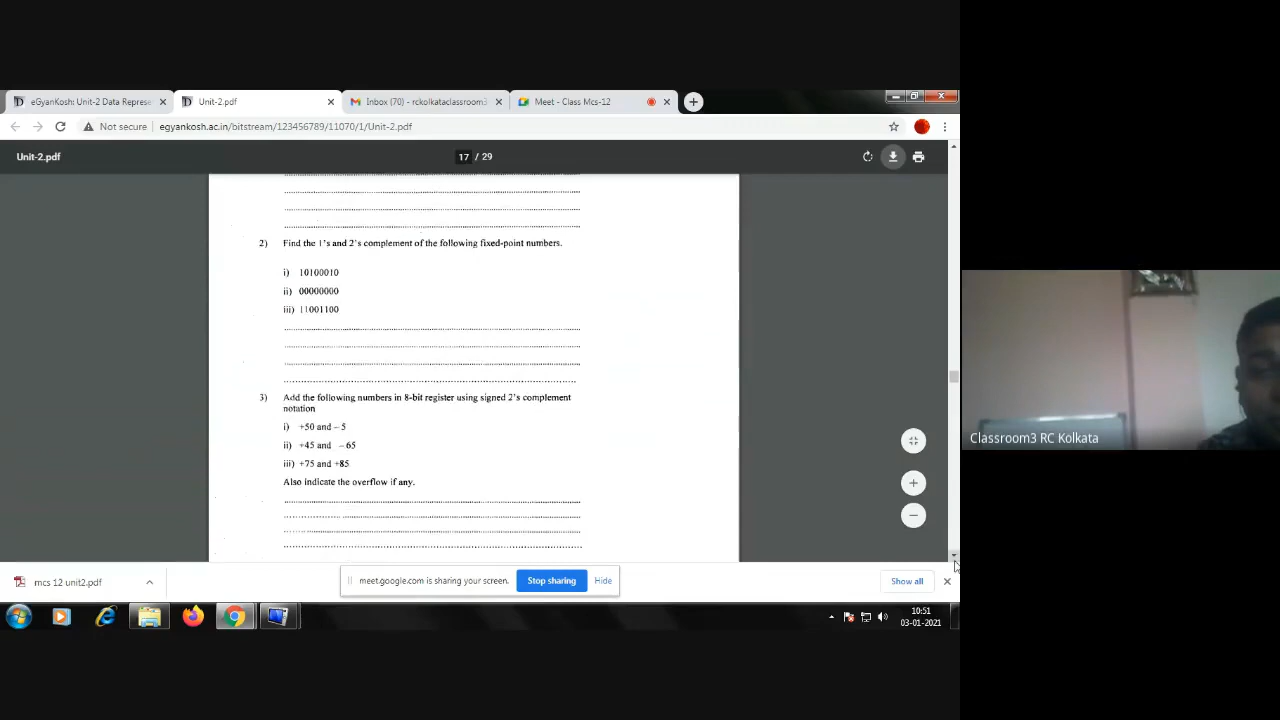 eGyanKosh: Unit-2 Data Represe
Unit-2.pdf
Inbox (70) - rckolkataclassroom3
Meet - Class Mcs-12
Not secure
egyankosh.ac.in/bitstream/123456789/11070/1/Unit-2.pdf
Unit-2.pdf
17 / 29
2) Find the 1's and 2's complement of the following fixed-point numbers.
i) 10100010
ii) 00000000
iii) 11001100
3) Add the following numbers in 8-bit register using signed 2's complement
notation
i) +50 and – 5
ii) +45 and – 65
iii) +75 and +85
Also indicate the overflow if any.
Classroom3 RC Kolkata
mcs 12 unit2.pdf
meet.google.com is sharing your screen.
Stop sharing
Hide
Show all
10:51
03-01-2021